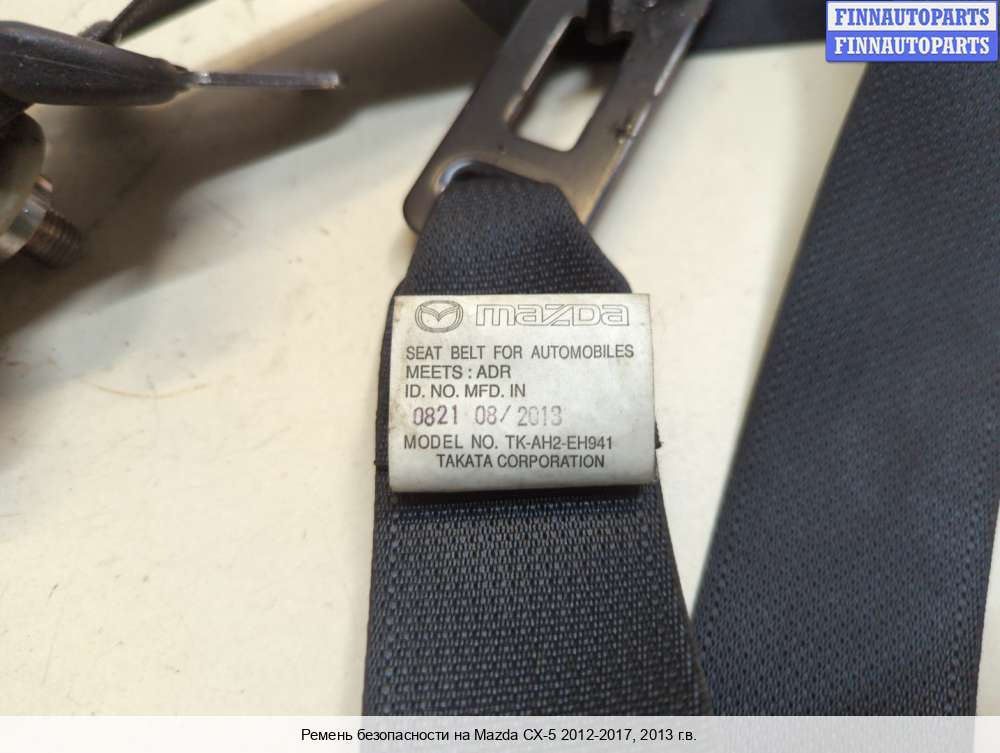 FINNAUTOPARTS
FINNAUTOPARTS
mazda
SEAT BELT FOR AUTOMOBILES
MEETS : ADR
ID. NO. MFD. IN
0821 08/2013
MODEL NO. TK-AH2-EH941
TAKATA CORPORATION
Ремень безопасности на Mazda CX-5 2012-2017, 2013 г.в.